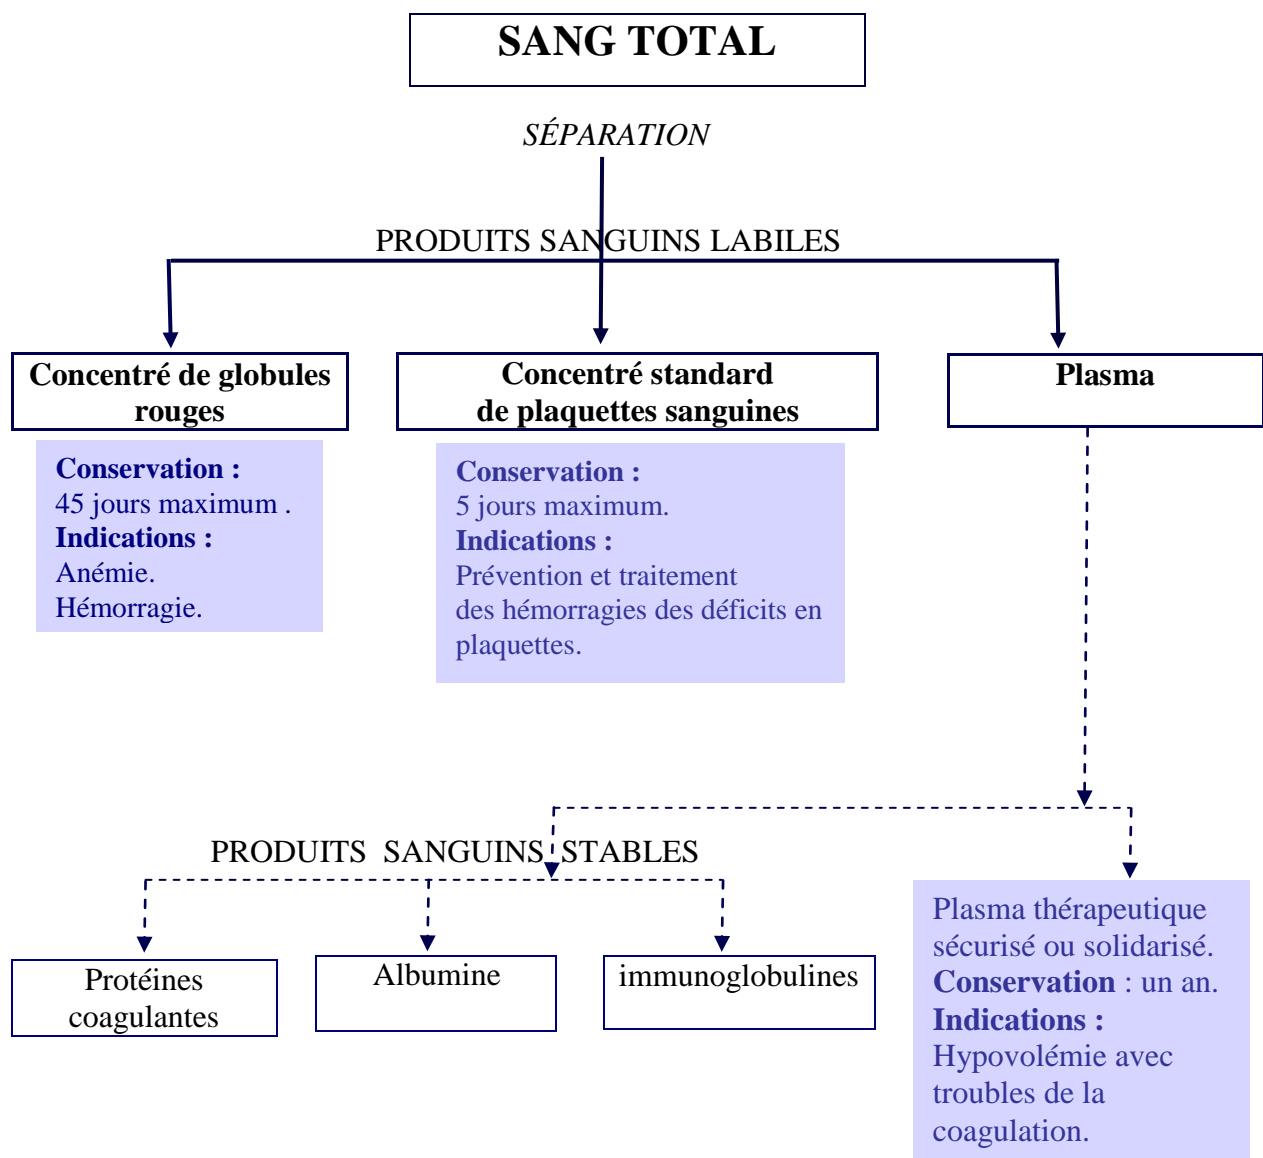 SANG TOTAL
SÉPARATION
PRODUITS SANGUINS LABILES
Concentré de globules
rouges
Conservation :
45 jours maximum .
Indications :
Anémie.
Hémorragie.
Concentré standard
de plaquettes sanguines
Conservation :
5 jours maximum.
Indications :
Prévention et traitement
des hémorragies des déficits en
plaquettes.
Plasma
PRODUITS SANGUINS STABLES
Protéines
coagulantes
Albumine
immunoglobulines
Plasma thérapeutique
sécurisé ou solidarisé.
Conservation : un an.
Indications :
Hypovolémie avec
troubles de la
coagulation.